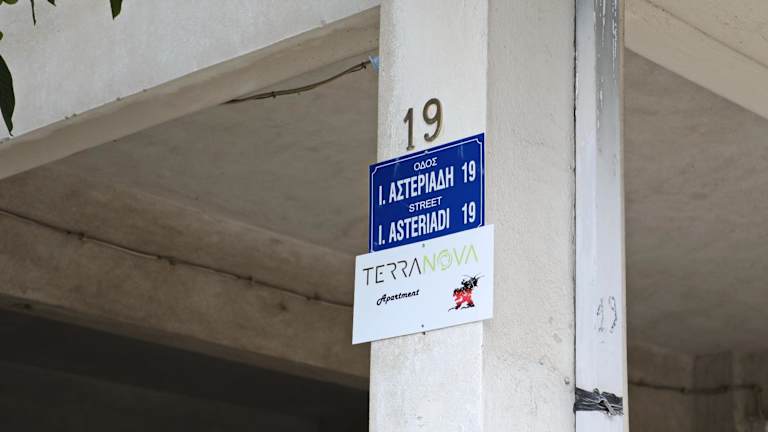 19
ΟΔΟΣ
Ι. ΑΣΤΕΡΙΑΔΗ 19
STREET
I. ASTERIADI 19
TERRANOVA
Apartment